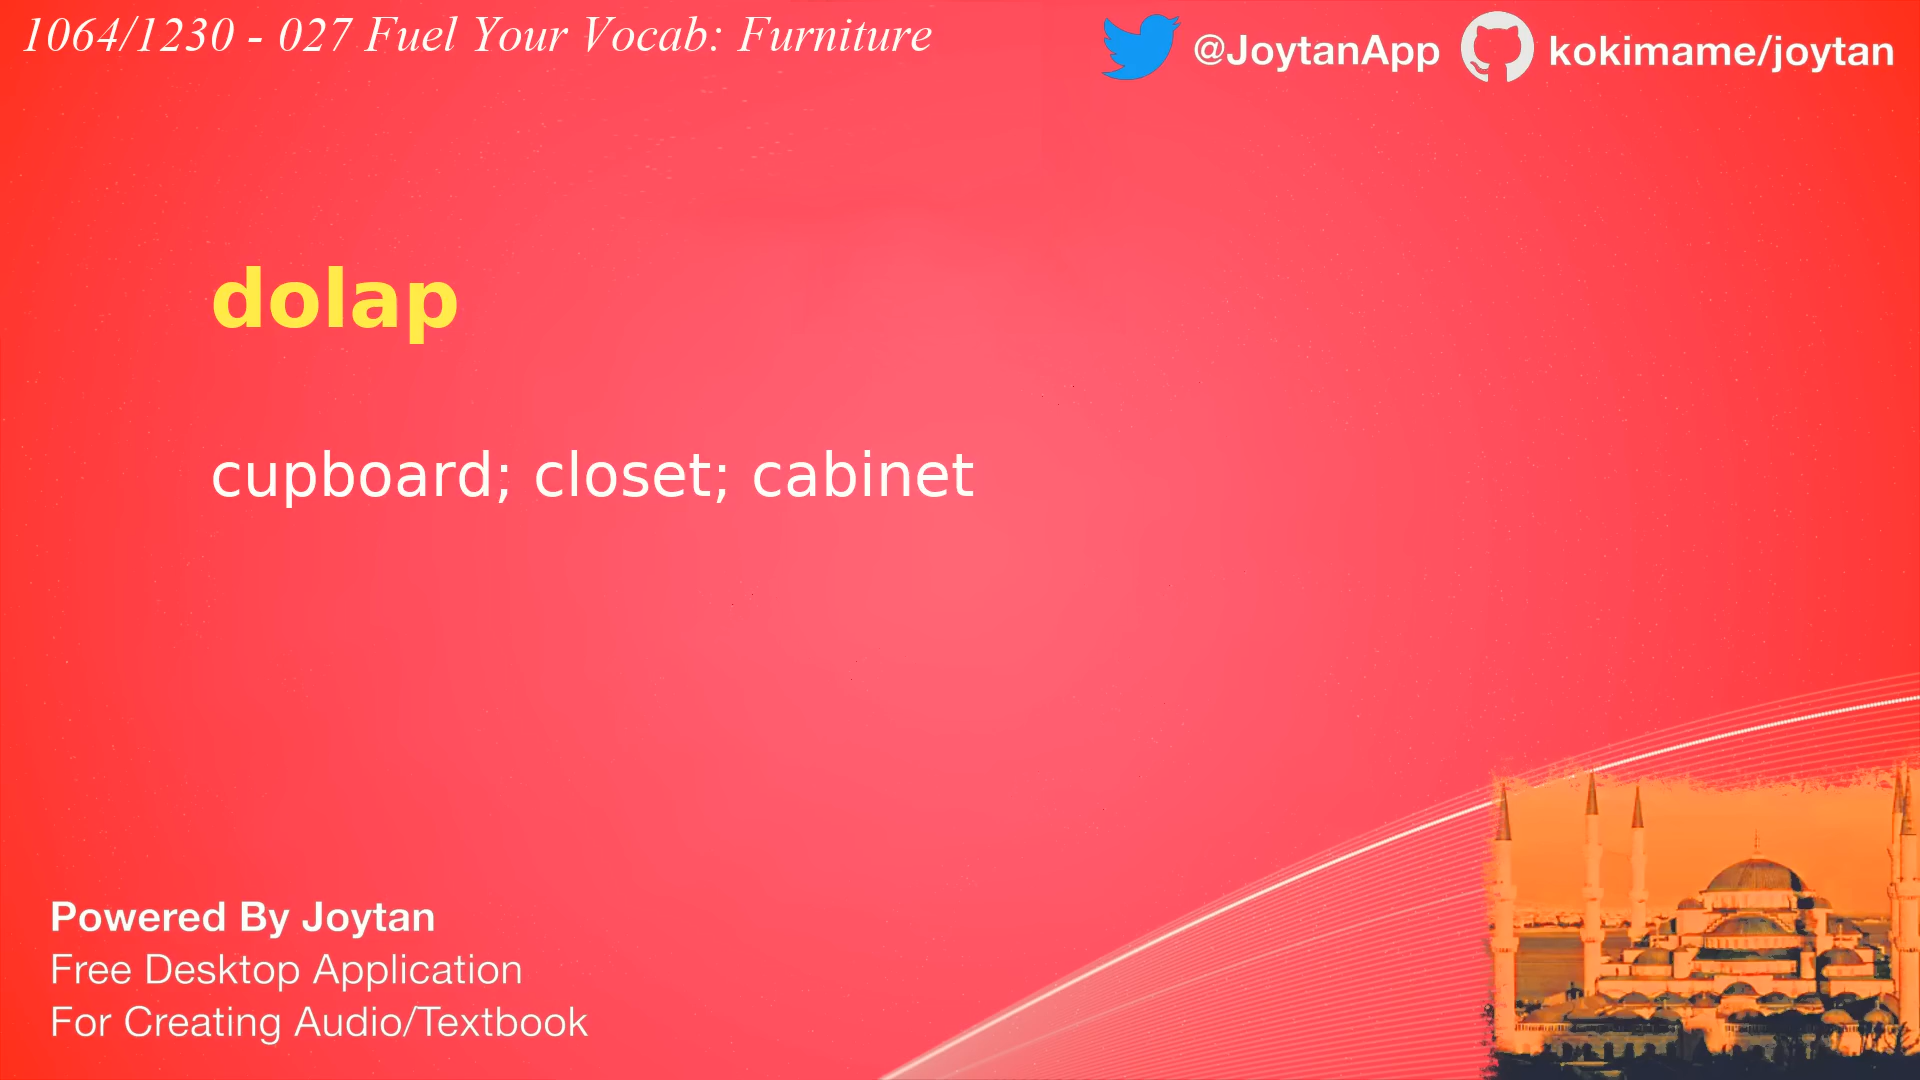 1064/1230 - 027 Fuel Your Vocab: Furniture
@JoytanApp
kokimame/joytan
dolap
cupboard; closet; cabinet
Powered By Joytan
Free Desktop Application
For Creating Audio/Textbook